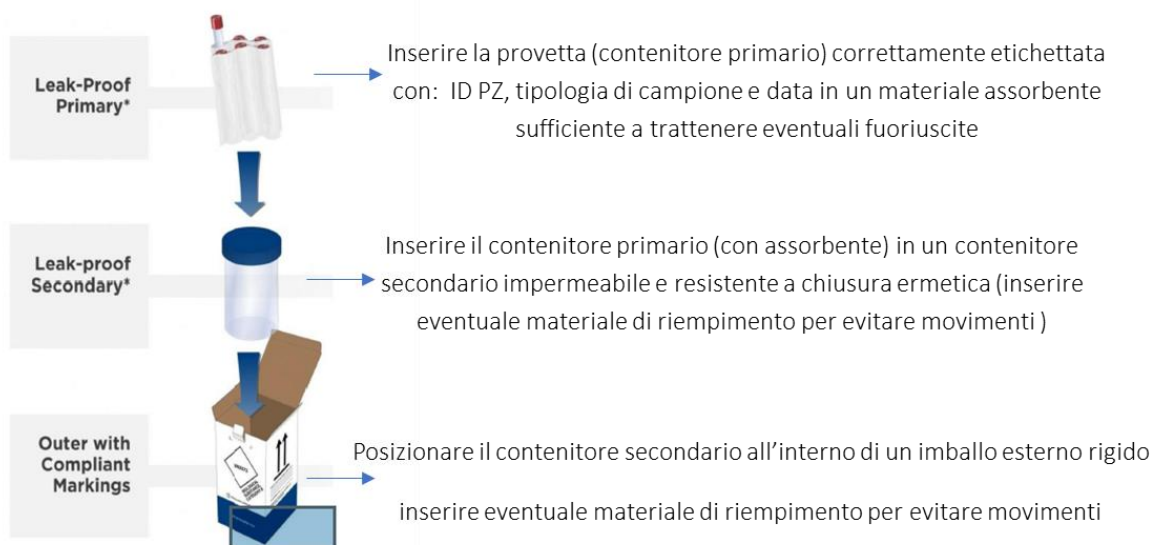 Leak-Proof
Primary*
Inserire la provetta (contenitore primario) correttamente etichettata
con: ID PZ, tipologia di campione e data in un materiale assorbente
sufficiente a trattenere eventuali fuoriuscite
Leak-proof
Secondary*
Inserire il contenitore primario (con assorbente) in un contenitore
secondario impermeabile e resistente a chiusura ermetica (inserire
eventuale materiale di riempimento per evitare movimenti )
Outer with
Compliant
Markings
Posizionare il contenitore secondario all’interno di un imballo esterno rigido
inserire eventuale materiale di riempimento per evitare movimenti